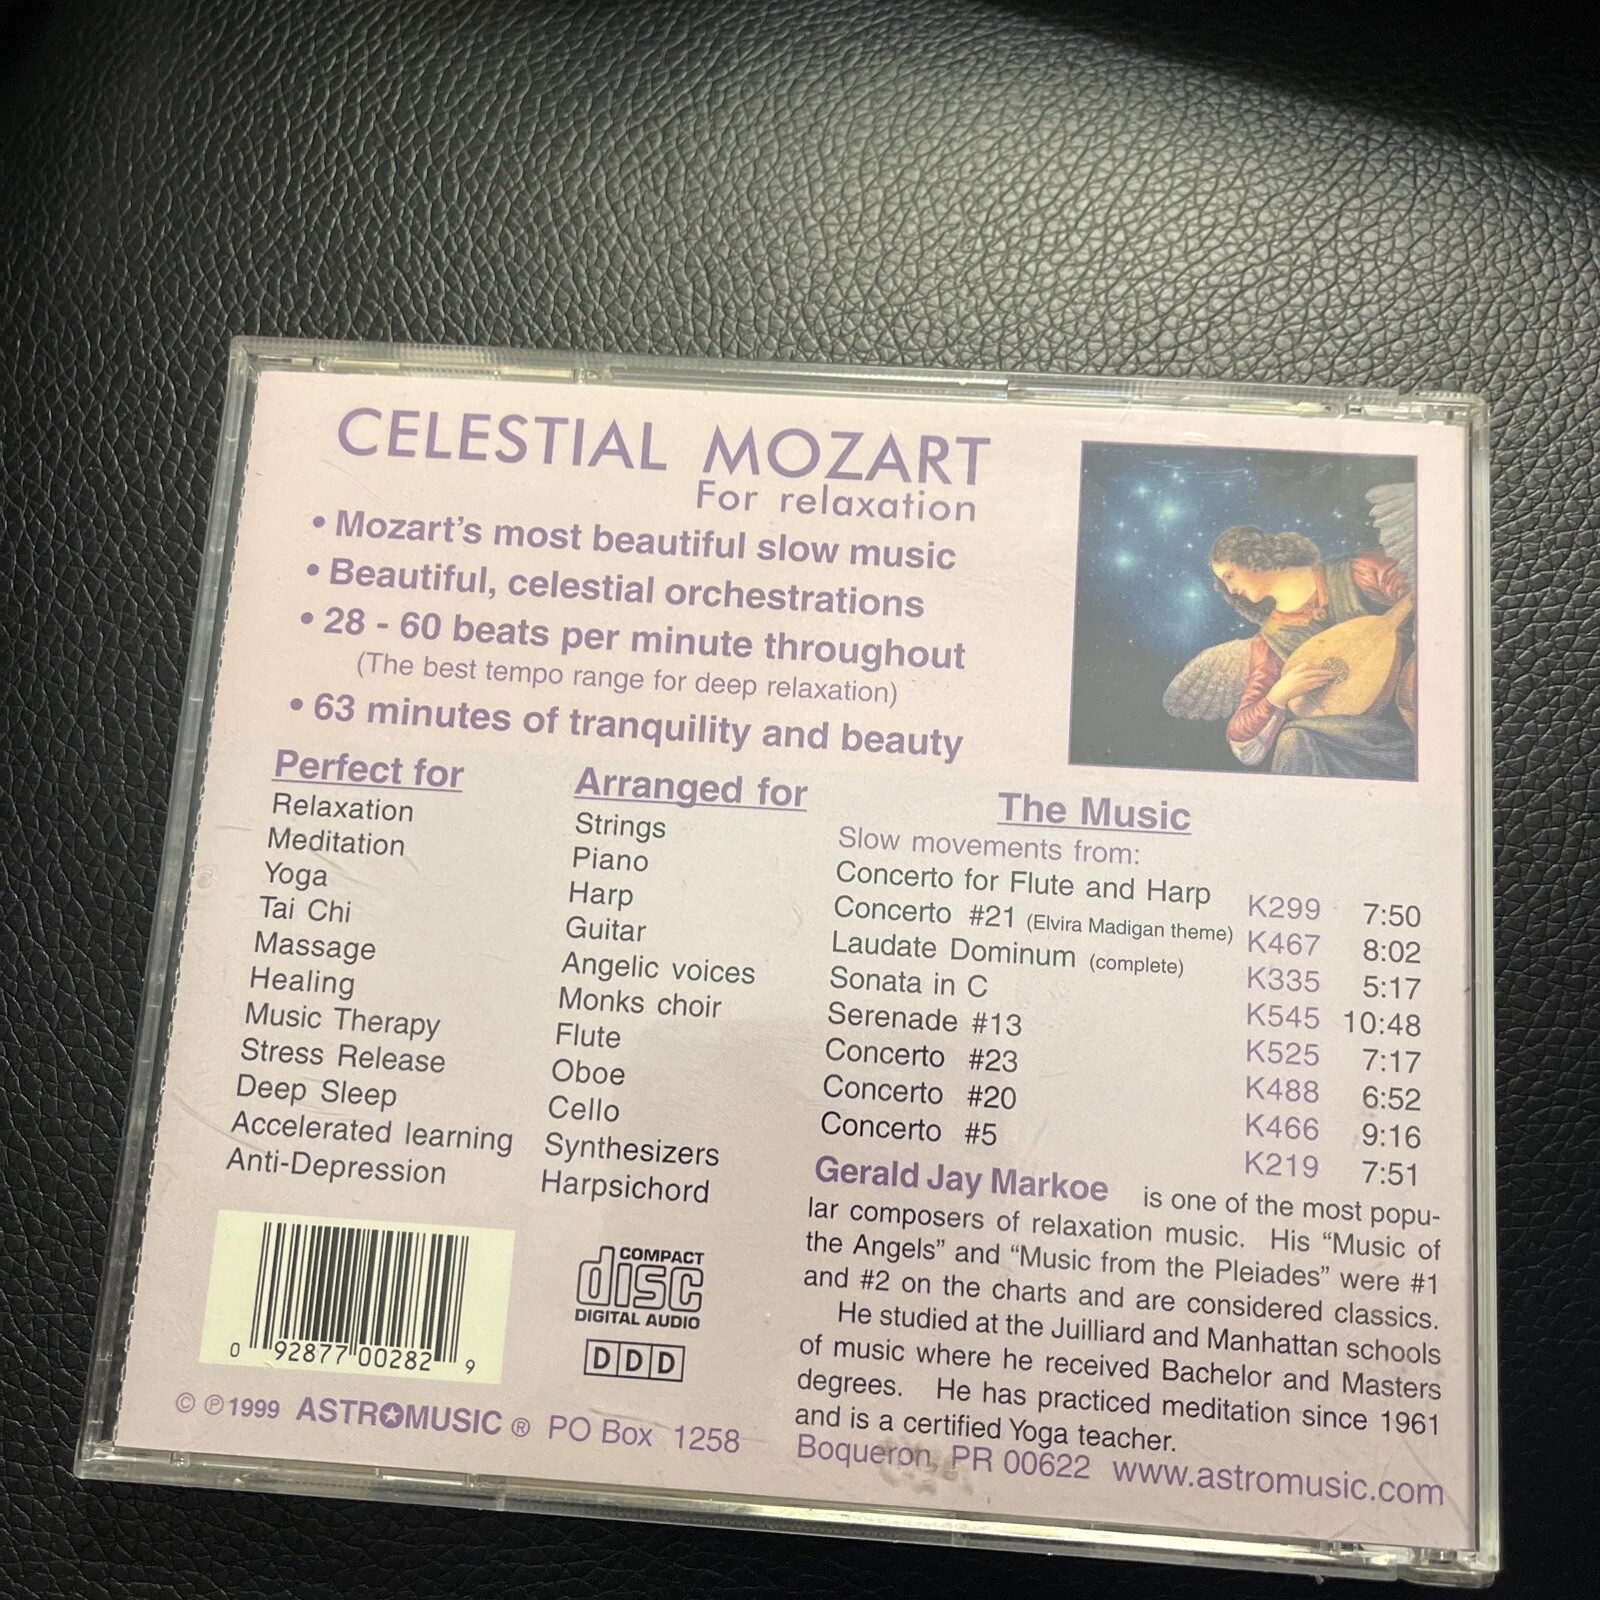 CELESTIAL MOZART
For relaxation
• Mozart's most beautiful slow music
• Beautiful, celestial orchestrations
• 28 - 60 beats per minute throughout
(The best tempo range for deep relaxation)
• 63 minutes of tranquility and beauty
Perfect for
Relaxation
Meditation
Yoga
Tai Chi
Massage
Healing
Music Therapy
Stress Release
Deep Sleep
Accelerated learning
Anti-Depression
Arranged for
Strings
Piano
Harp
Guitar
Angelic voices
Monks choir
Flute
Oboe
Cello
Synthesizers
Harpsichord
The Music
Slow movements from:
Concerto for Flute and Harp K299 7:50
Concerto #21 (Elvira Madigan theme) K467 8:02
Laudate Dominum (complete) K335 5:17
Sonata in C K545 10:48
Serenade #13 K525 7:17
Concerto #23 K488 6:52
Concerto #20 K466 9:16
Concerto #5 K219 7:51
Gerald Jay Markoe is one of the most popu-
lar composers of relaxation music. His "Music of
the Angels" and "Music from the Pleiades" were #1
and #2 on the charts and are considered classics.
He studied at the Juilliard and Manhattan schools
of music where he received Bachelor and Masters
degrees. He has practiced meditation since 1961
and is a certified Yoga teacher.
0 92877 00282 9
COMPACT
disc
DIGITAL AUDIO
DDD
© ℗1999 ASTROMUSIC ® PO Box 1258 Boqueron, PR 00622 www.astromusic.com